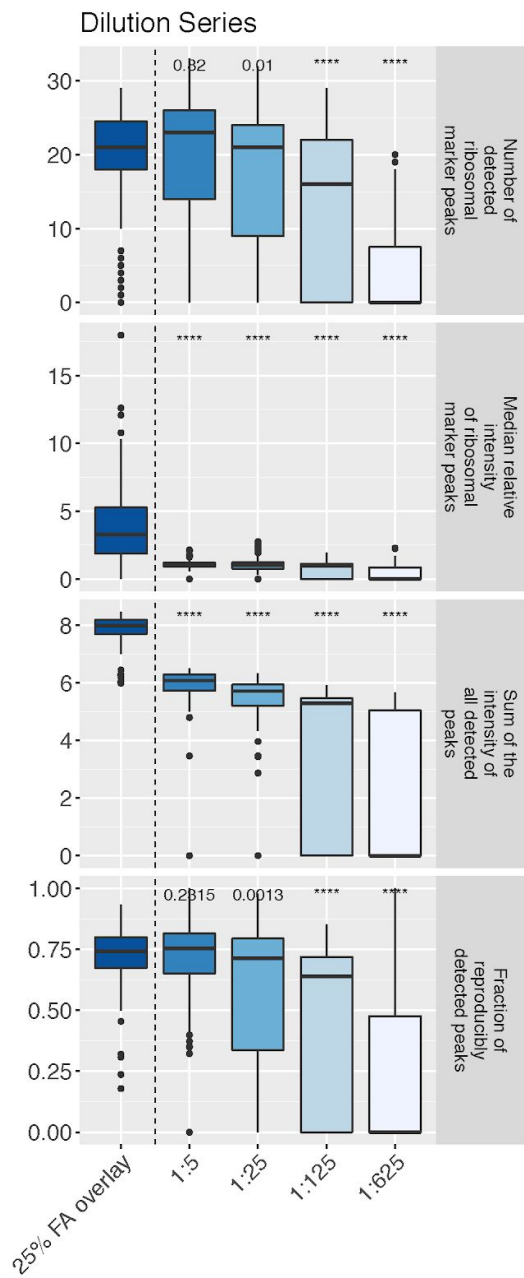 Dilution Series
0.82 0.01 **** ****
30
20
10
0
Number of
detected
ribosomal
marker peaks
**** **** **** ****
15
10
5
0
Median relative
intensity
of ribosomal
marker peaks
**** **** **** ****
8
6
4
2
0
Sum of the
intensity of
all detected
peaks
0.2315 0.0013 **** ****
1.00
0.75
0.50
0.25
0.00
Fraction of
reproducibly
detected peaks
25% FA overlay
1:5
1:25
1:125
1:625